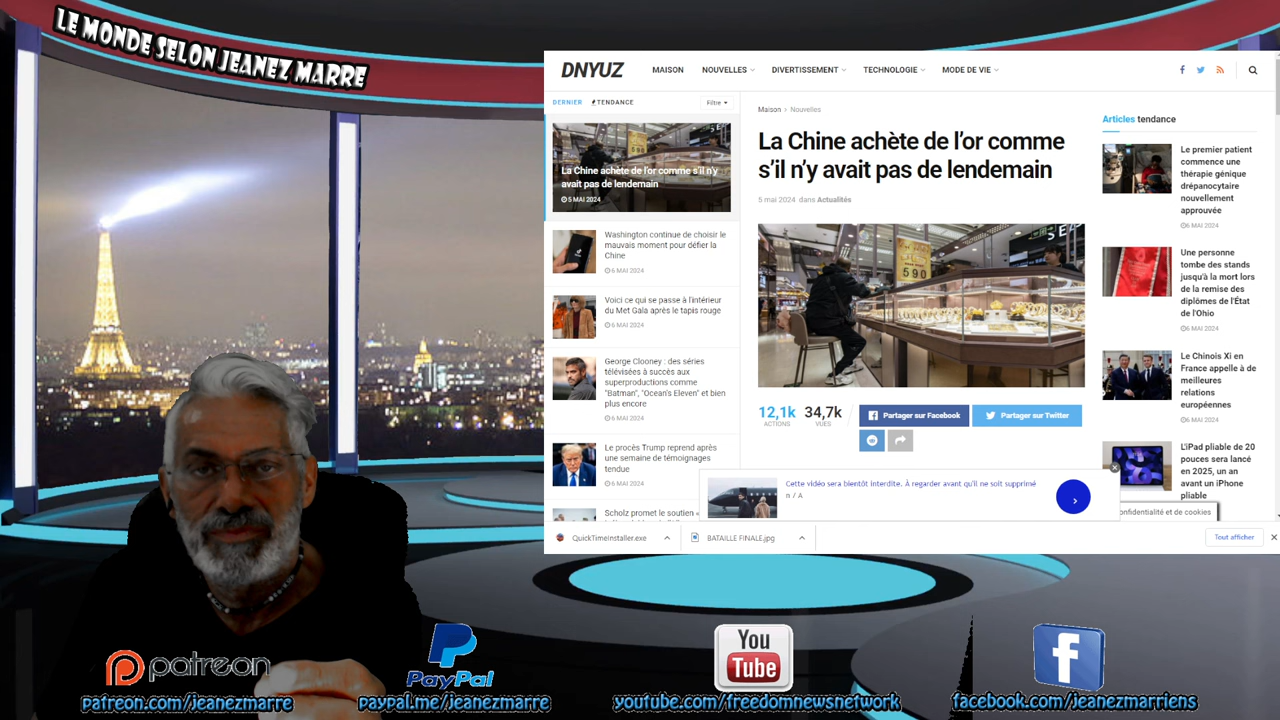 LE MONDE SELON JEANEZ MARRE
DNYUZ
MAISON NOUVELLES DIVERTISSEMENT TECHNOLOGIE MODE DE VIE
DERNIER TENDANCE Filtre
La Chine achète de l'or comme s'il n'y
avait pas de lendemain
5 MAI 2024
Washington continue de choisir le
mauvais moment pour défier la
Chine
6 MAI 2024
Voici ce qui se passe à l'intérieur
du Met Gala après le tapis rouge
6 MAI 2024
George Clooney : des séries
télévisées à succès aux
superproductions comme
"Batman", "Ocean's Eleven" et bien
plus encore
6 MAI 2024
Le procès Trump reprend après
une semaine de témoignages
tendue
6 MAI 2024
Scholz promet le soutien «
Maison > Nouvelles
La Chine achète de l'or comme
s'il n'y avait pas de lendemain
5 mai 2024 dans Actualités
590
12,1k
ACTIONS
34,7k
VUES
Partager sur Facebook
Partager sur Twitter
Articles tendance
Le premier patient
commence une
thérapie génique
drépanocytaire
nouvellement
approuvée
6 MAI 2024
Une personne
tombe des stands
jusqu'à la mort lors
de la remise des
diplômes de l'État
de l'Ohio
6 MAI 2024
Le Chinois Xi en
France appelle à de
meilleures
relations
européennes
6 MAI 2024
L'iPad pliable de 20
pouces sera lancé
en 2025, un an
avant un iPhone
pliable
Cette vidéo sera bientôt interdite. À regarder avant qu'il ne soit supprimé
n / A
onfidentialité et de cookies
QuickTimeInstaller.exe
BATAILLE FINALE.jpg
Tout afficher
patreon
patreon.com/jeanezmarre
PayPal
paypal.me/jeanezmarre
You
Tube
youtube.com/freedomnewsnetwork
f
facebook.com/jeanezmarriens